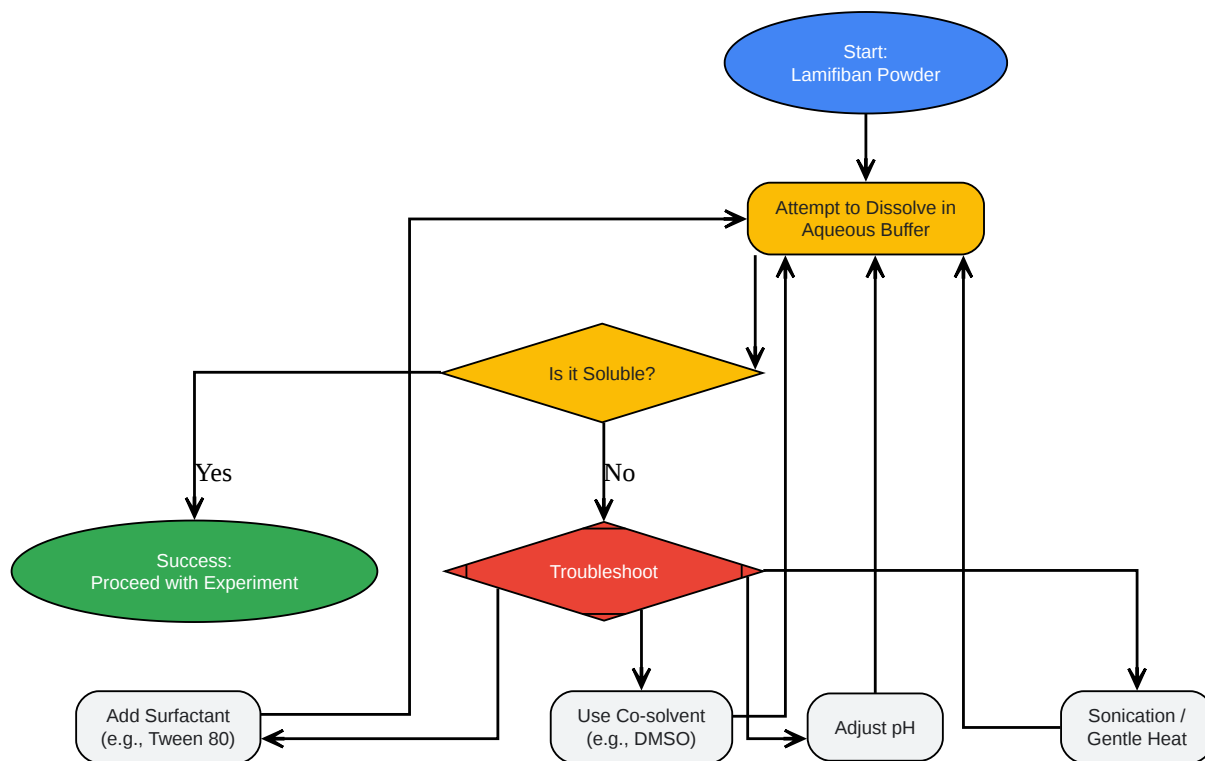 Start:
Lamifiban Powder
Attempt to Dissolve in
Aqueous Buffer
Is it Soluble?
Yes
No
Success:
Proceed with Experiment
Troubleshoot
Add Surfactant
(e.g., Tween 80)
Use Co-solvent
(e.g., DMSO)
Adjust pH
Sonication /
Gentle Heat